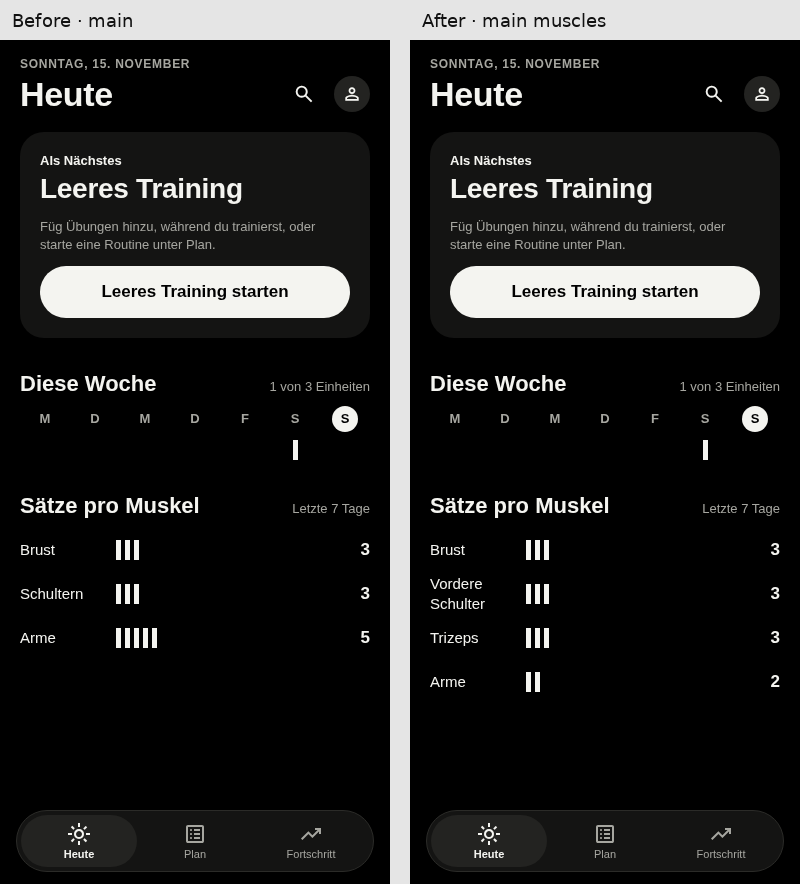 Before · main
SONNTAG, 15. NOVEMBER
Heute
Als Nächstes
Leeres Training
Füg Übungen hinzu, während du trainierst, oder
starte eine Routine unter Plan.
Leeres Training starten
Diese Woche
1 von 3 Einheiten
M D M D F S S
Sätze pro Muskel
Letzte 7 Tage
Brust 3
Schultern 3
Arme 5
Heute Plan Fortschritt
After · main muscles
SONNTAG, 15. NOVEMBER
Heute
Als Nächstes
Leeres Training
Füg Übungen hinzu, während du trainierst, oder
starte eine Routine unter Plan.
Leeres Training starten
Diese Woche
1 von 3 Einheiten
M D M D F S S
Sätze pro Muskel
Letzte 7 Tage
Brust 3
Vordere
Schulter 3
Trizeps 3
Arme 2
Heute Plan Fortschritt